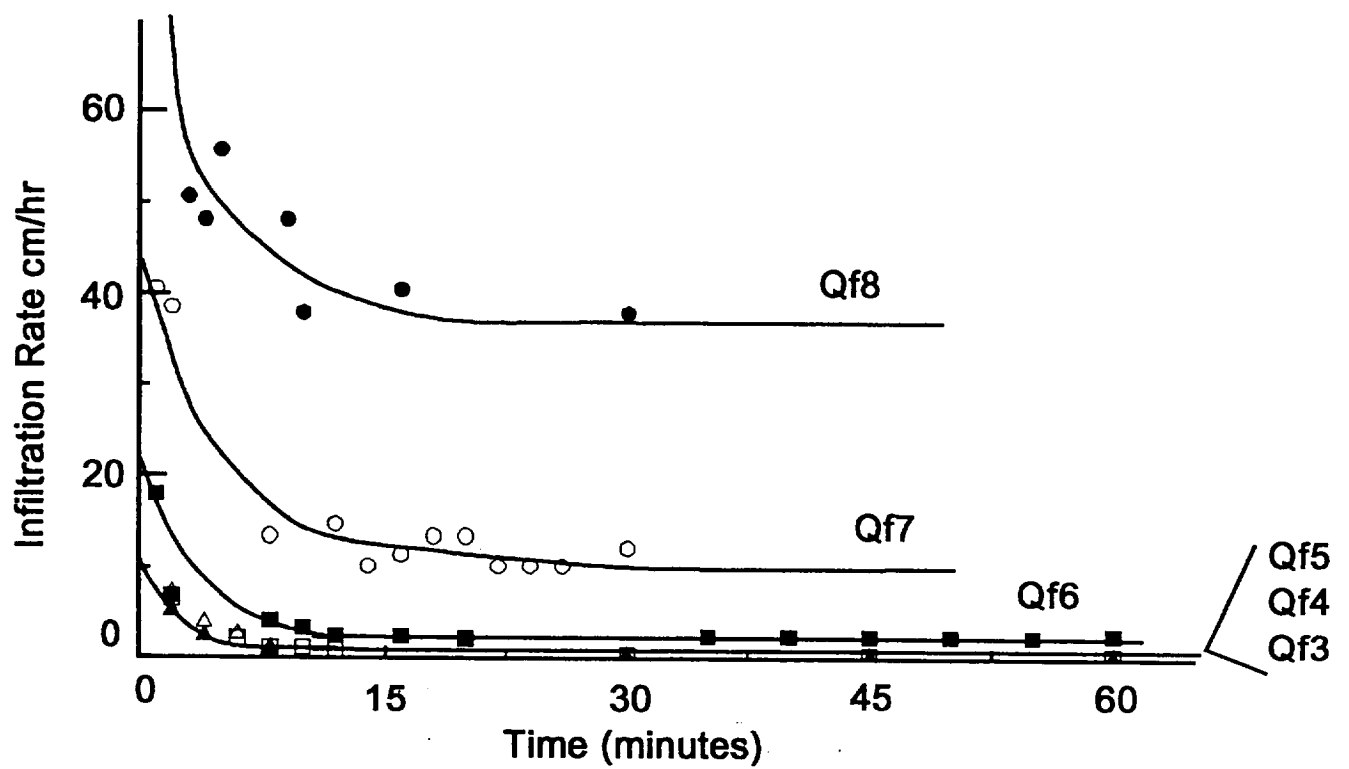 60
40
20
0
Infiltration Rate cm/hr
Qf8
Qf7
Qf6
Qf5
Qf4
Qf3
0 15 30 45 60
Time (minutes)